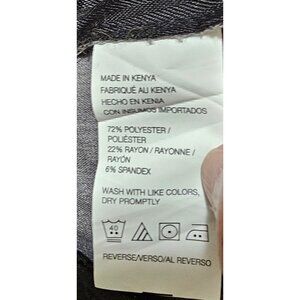 MADE IN KENYA
FABRIQUÉ AU KENYA
HECHO EN KENIA
CON INSUMOS IMPORTADOS
72% POLYESTER /
POLIÉSTER
22% RAYON / RAYONNE /
RAYÓN
6% SPANDEX
WASH WITH LIKE COLORS,
DRY PROMPTLY
40
REVERSE/VERSO/AL REVERSO